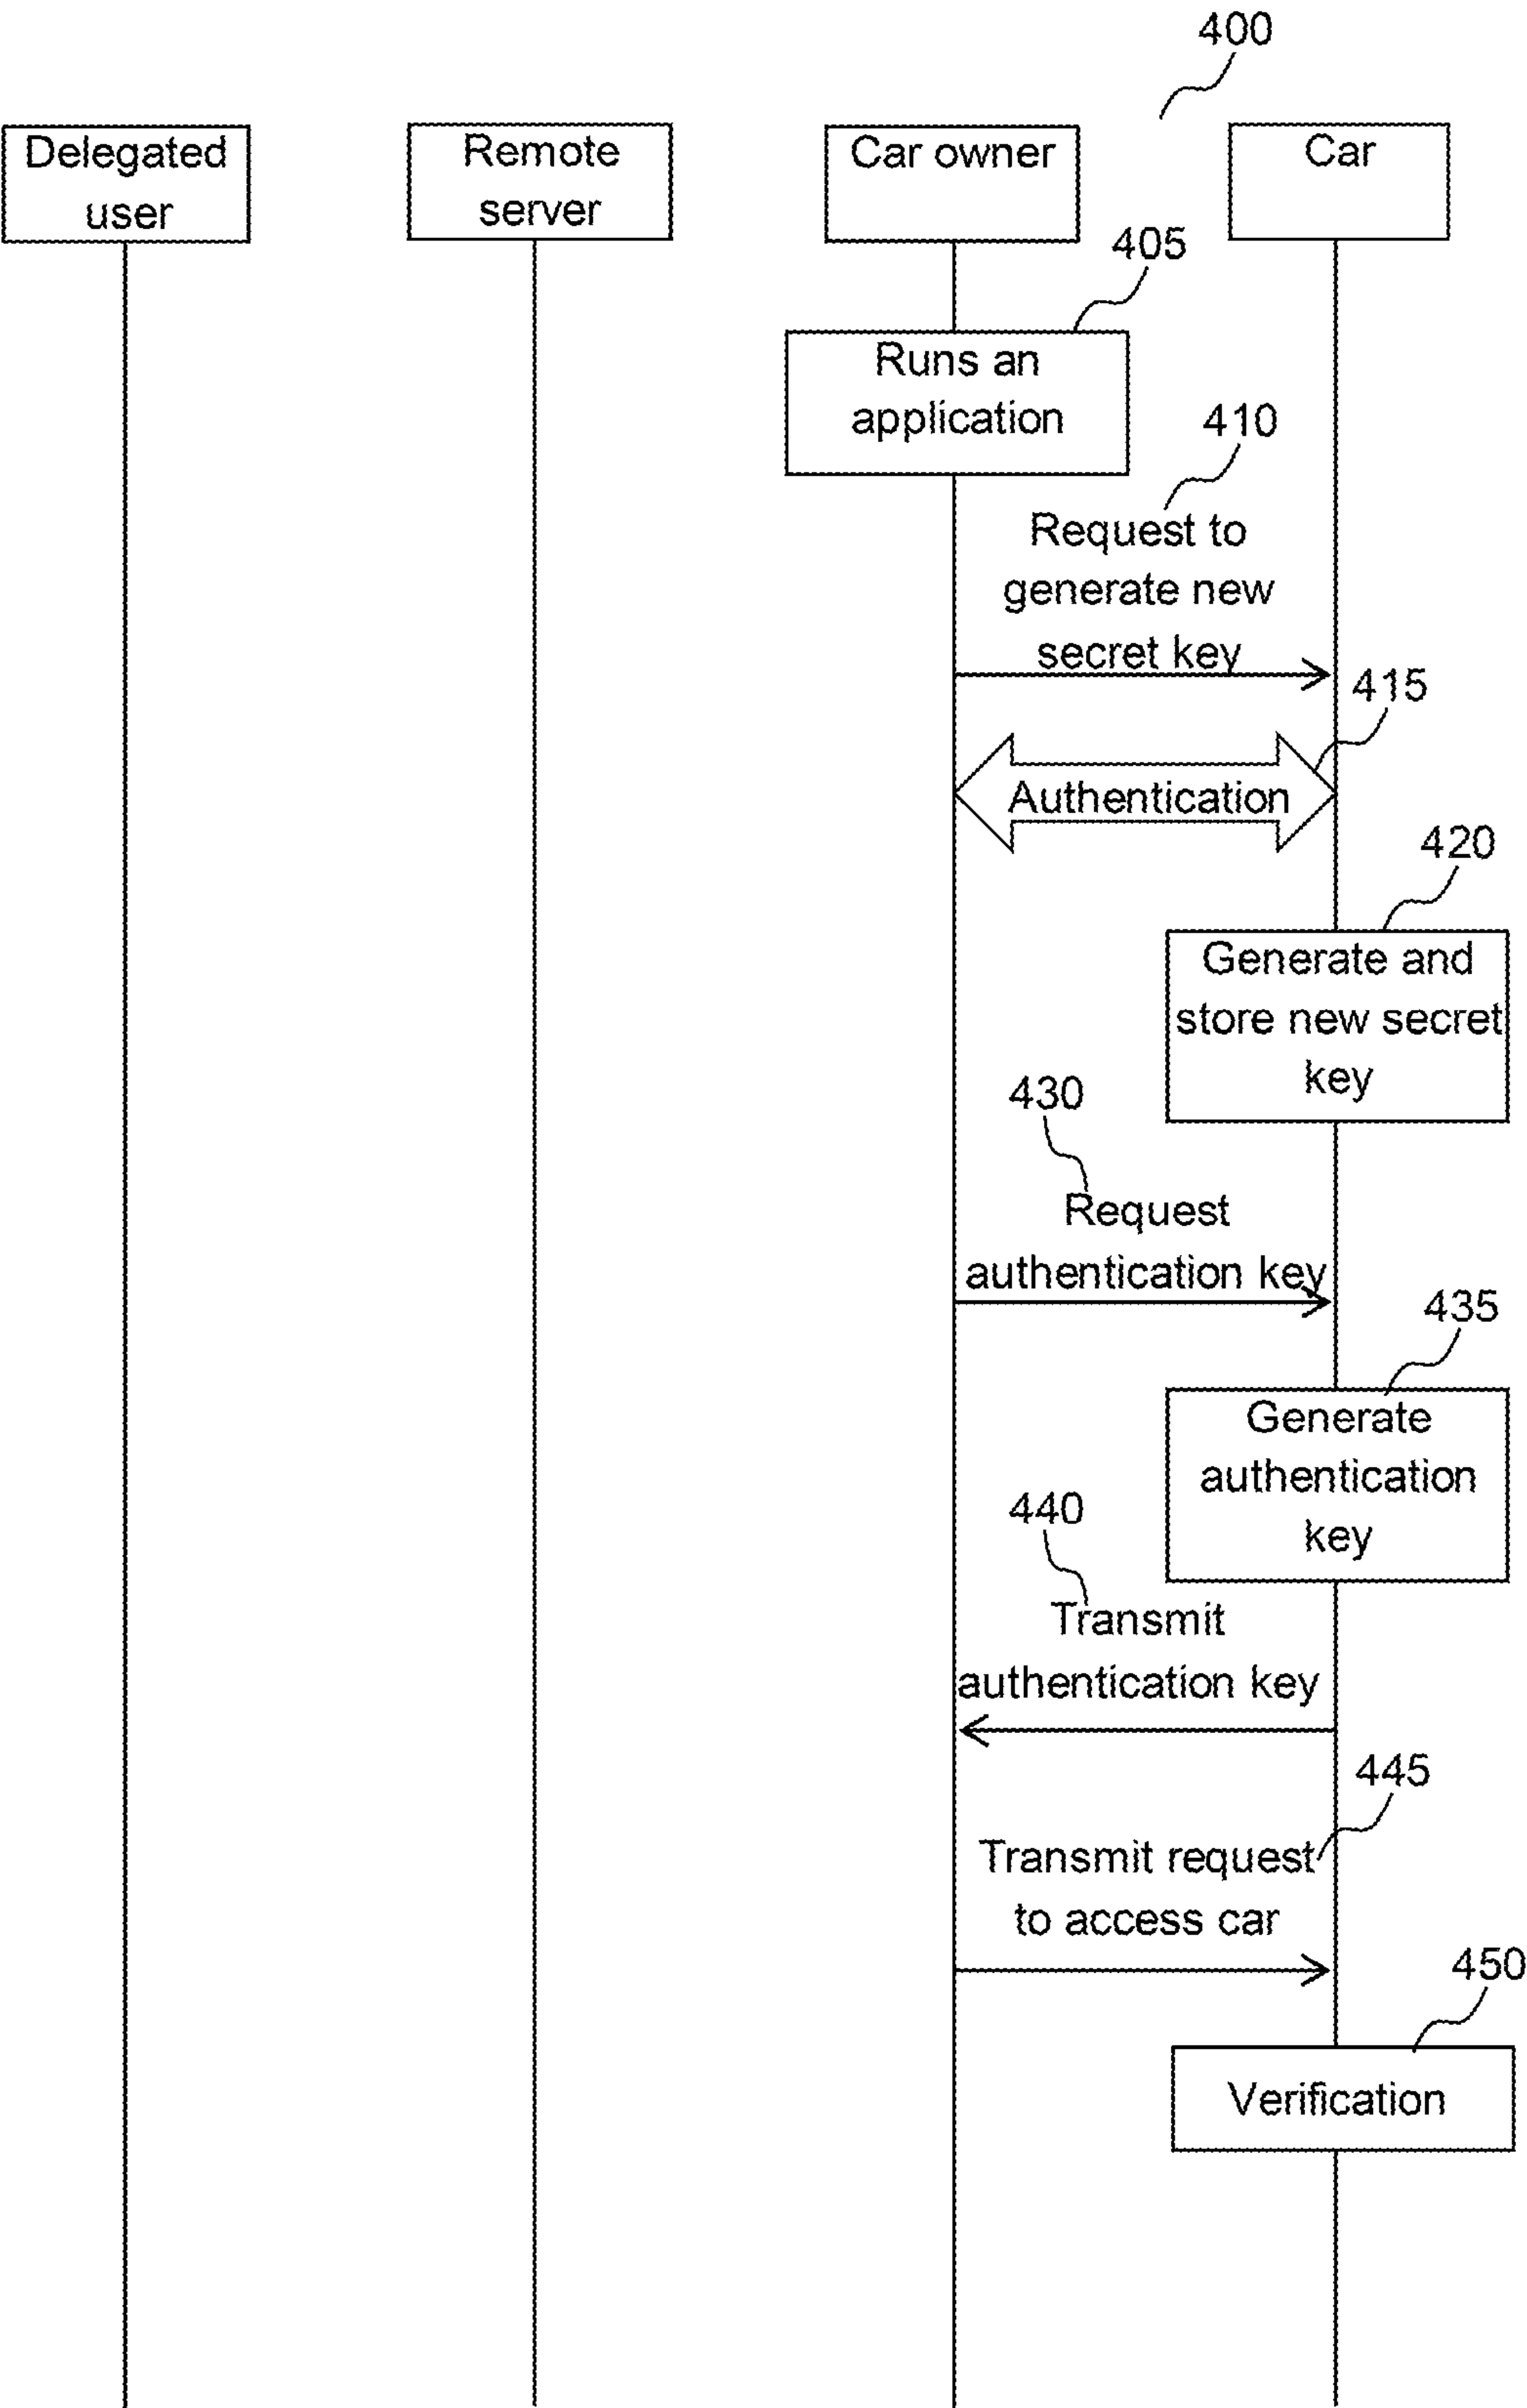 400
Delegated
user
Remote
server
Car owner
Car
405
Runs an
application
410
Request to
generate new
secret key
415
Authentication
420
Generate and
store new secret
key
430
Request
authentication key
435
Generate
authentication
key
440
Transmit
authentication key
445
Transmit request
to access car
450
Verification